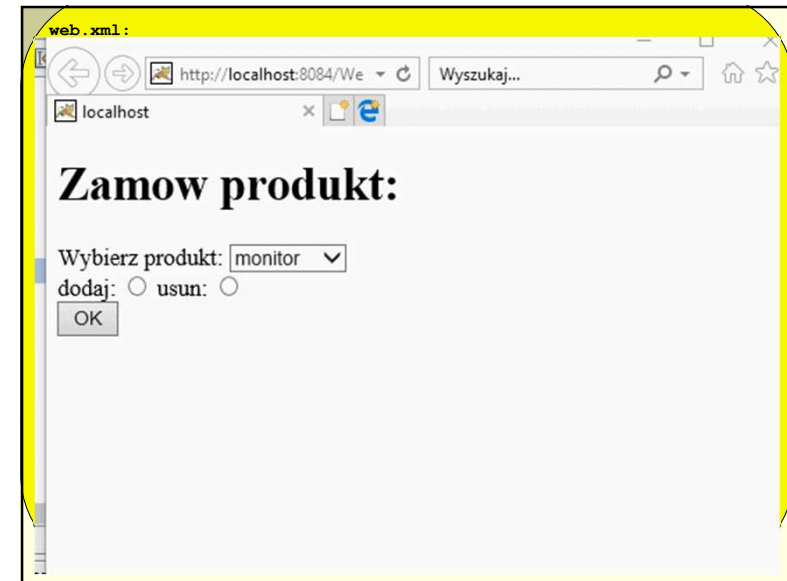 web.xml:
http://localhost:8084/We
Wyszukaj...
localhost
Zamow produkt:
Wybierz produkt: monitor
dodaj: usun:
OK